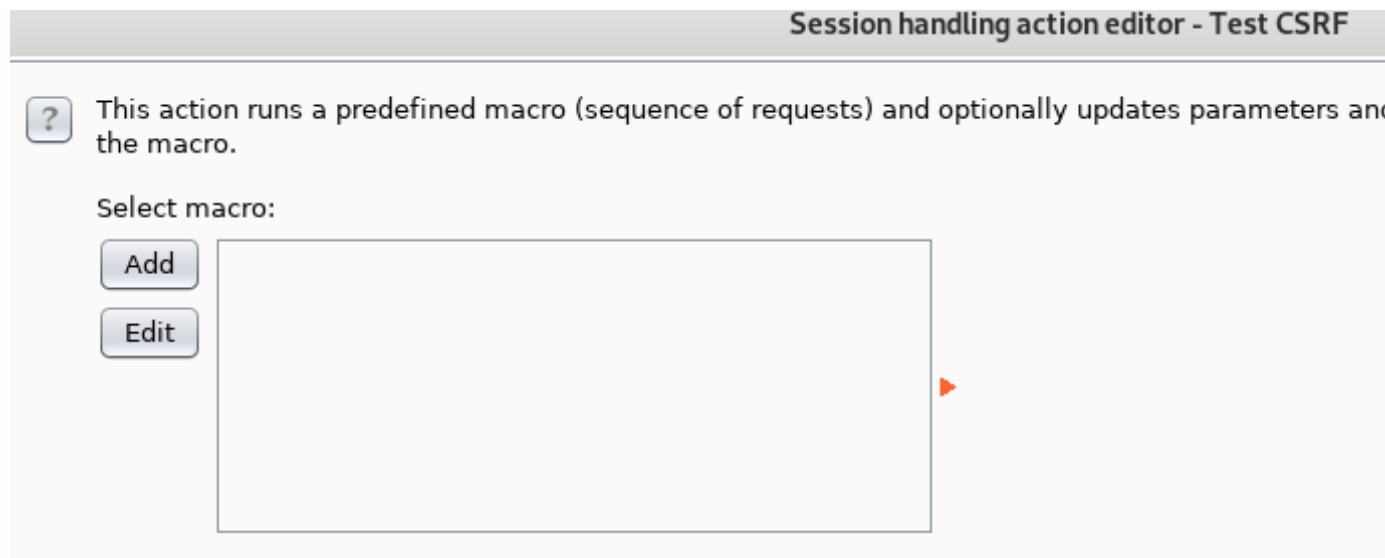 Session handling action editor - Test CSRF
? This action runs a predefined macro (sequence of requests) and optionally updates parameters and
the macro.
Select macro:
Add
Edit